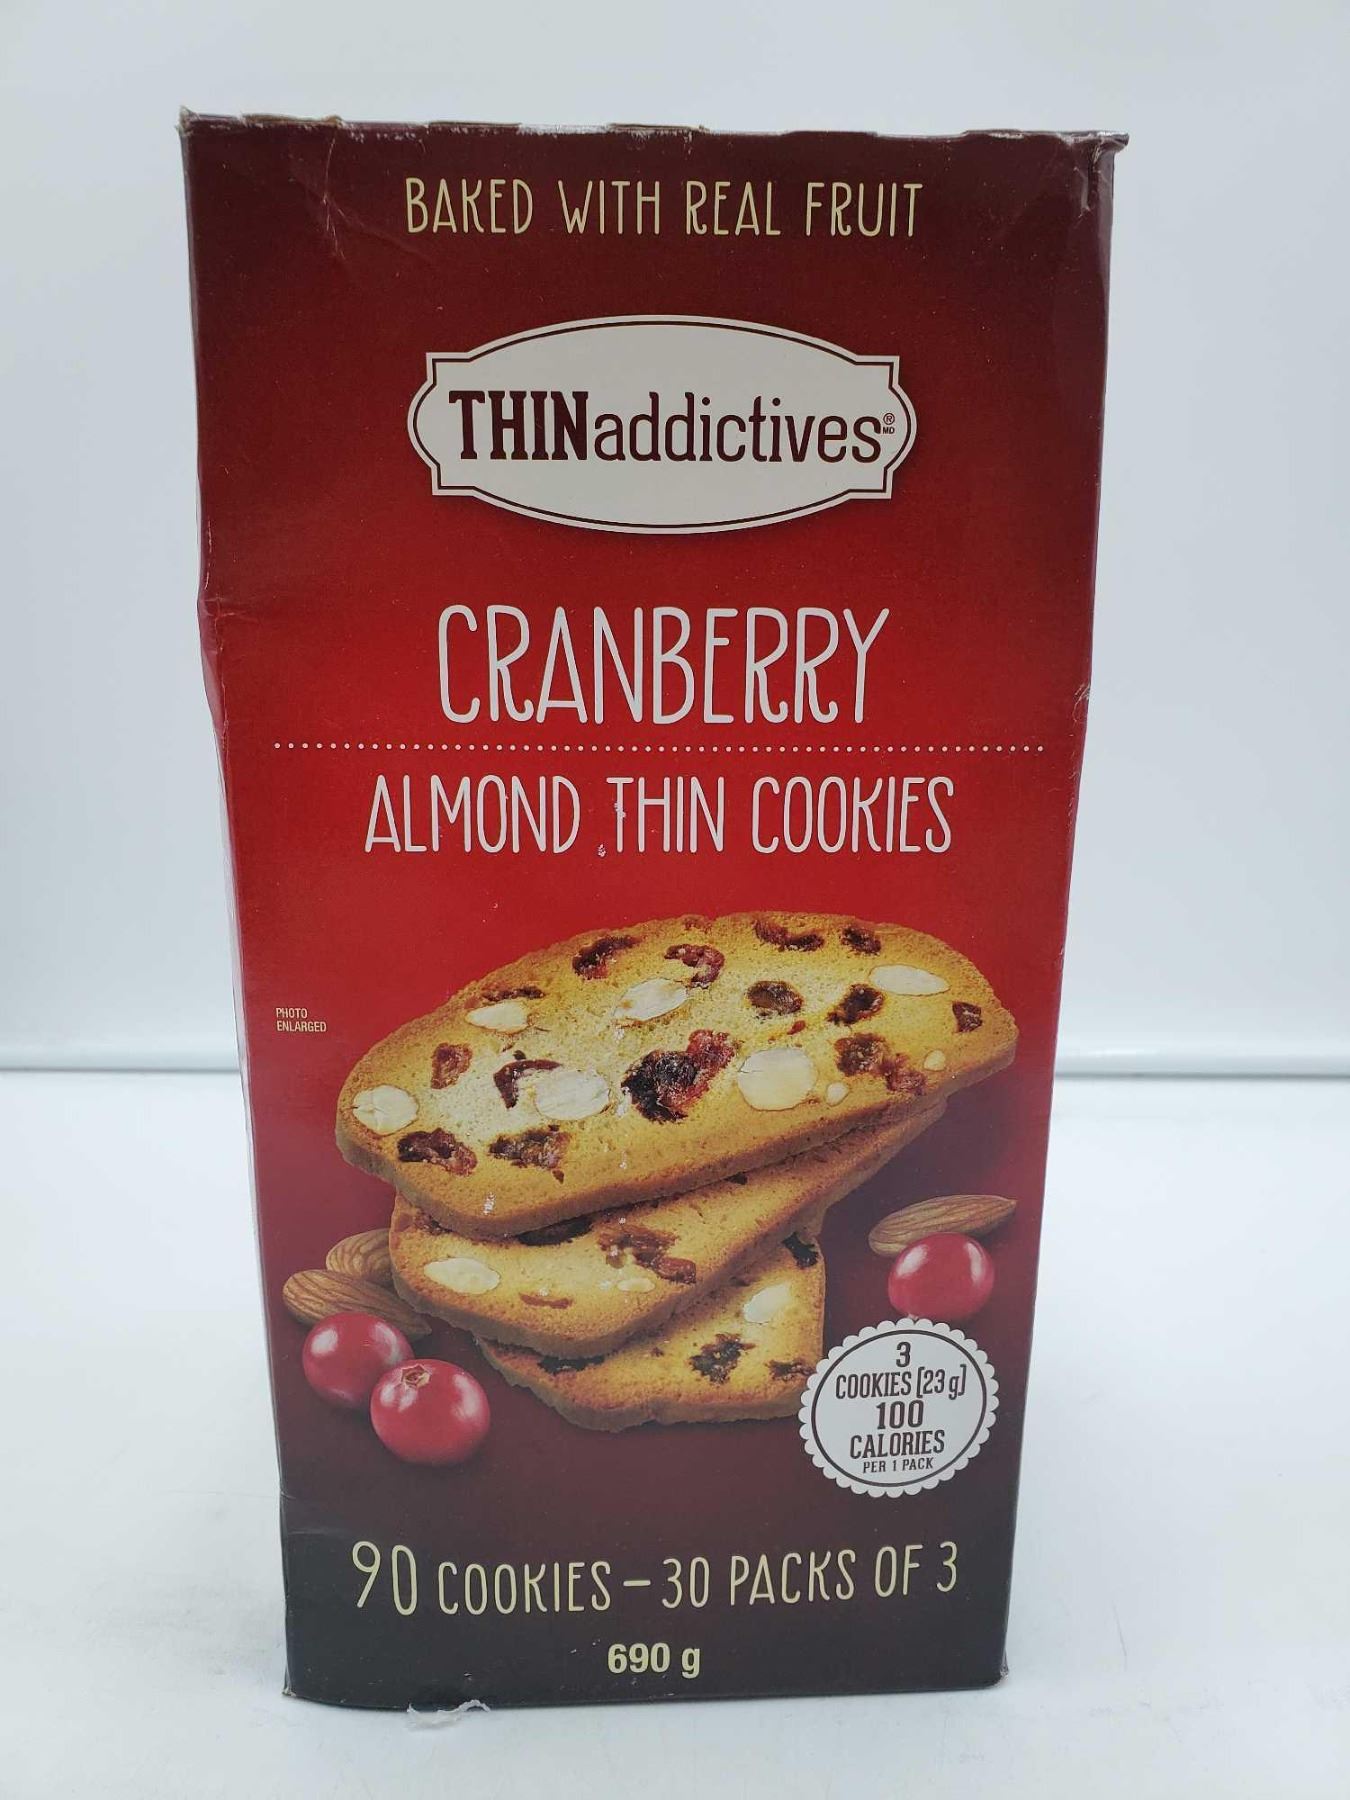 BAKED WITH REAL FRUIT
THINaddictives®
MD
CRANBERRY
ALMOND THIN COOKIES
PHOTO
ENLARGED
3
COOKIES (23 g)
100
CALORIES
PER 1 PACK
90 COOKIES – 30 PACKS OF 3
690 g